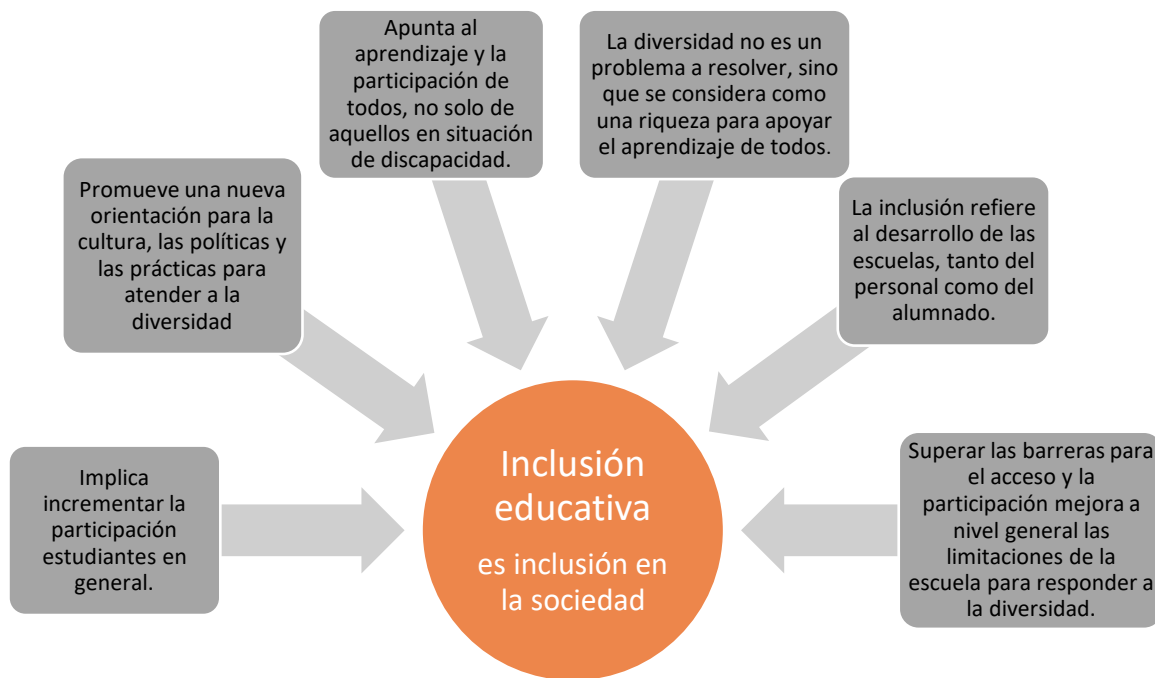 Implica
incrementar la
participación
estudiantes en
general.
Promueve una nueva
orientación para la
cultura, las políticas y
las prácticas para
atender a la
diversidad
Apunta al
aprendizaje y la
participación de
todos, no solo de
aquellos en situación
de discapacidad.
La diversidad no es un
problema a resolver, sino
que se considera como
una riqueza para apoyar
el aprendizaje de todos.
La inclusión refiere
al desarrollo de las
escuelas, tanto del
personal como del
alumnado.
Superar las barreras para
el acceso y la
participación mejora a
nivel general las
limitaciones de la
escuela para responder a
la diversidad.
Inclusión
educativa
es inclusión en
la sociedad